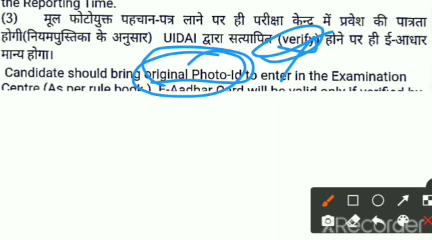 the Reporting Time.
(3) मूल फोटोयुक्त पहचान-पत्र लाने पर ही परीक्षा केन्द्र में प्रवेश की पात्रता
होगी(नियमपुस्तिका के अनुसार) UIDAI द्वारा सत्यापित (verify) होने पर ही ई-आधार
मान्य होगा।
Candidate should bring original Photo-Id to enter in the Examination
Centre (As per rule book ). E-Aadhar Card will be valid only if verified by
XRecorder